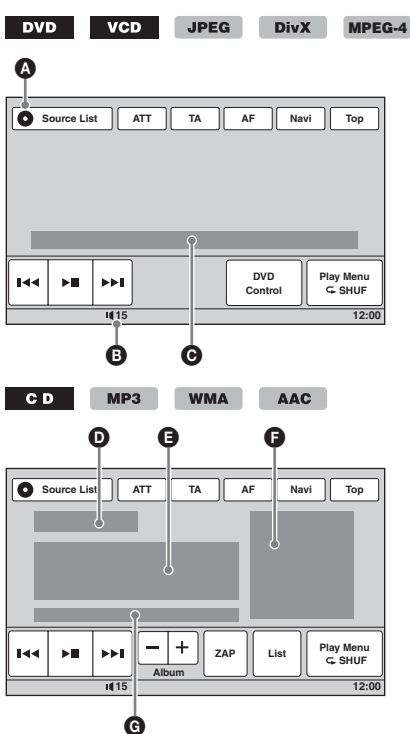 DVD VCD JPEG DivX MPEG-4
A
Source List ATT TA AF Navi Top
DVD Control Play Menu SHUF
15 12:00
B C
C D MP3 WMA AAC
D E F
Source List ATT TA AF Navi Top
− + Album ZAP List Play Menu SHUF
15 12:00
G